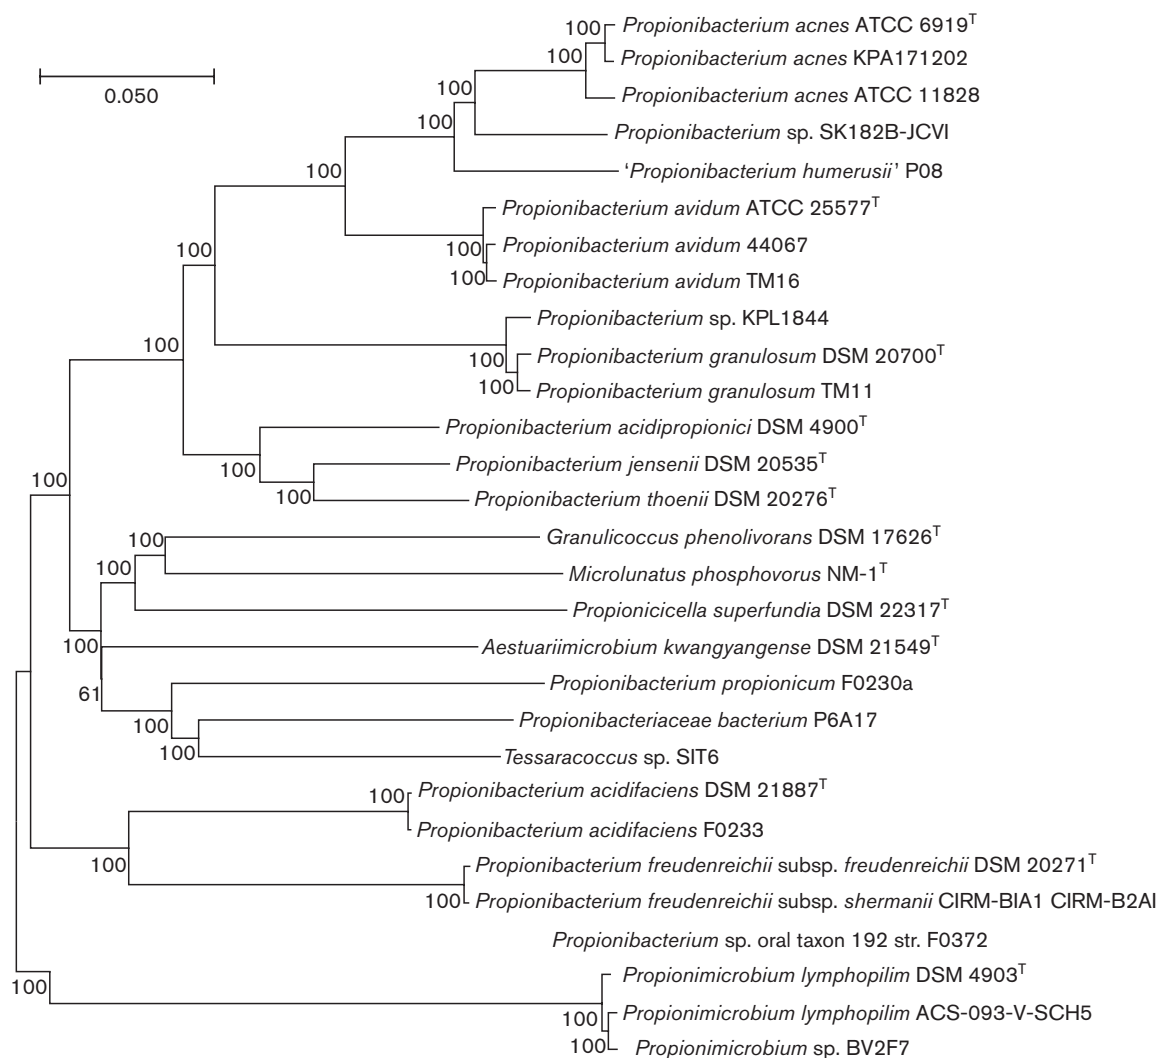 100
Propionibacterium acnes ATCC 6919T
100
Propionibacterium acnes KPA171202
0.050
100
Propionibacterium acnes ATCC 11828
100
Propionibacterium sp. SK182B-JCVI
100
‘Propionibacterium humerusii’ P08
100
Propionibacterium avidum ATCC 25577T
100
Propionibacterium avidum 44067
100
Propionibacterium avidum TM16
100
Propionibacterium sp. KPL1844
100
Propionibacterium granulosum DSM 20700T
100
Propionibacterium granulosum TM11
100
Propionibacterium acidipropionici DSM 4900T
100
Propionibacterium jensenii DSM 20535T
100
Propionibacterium thoenii DSM 20276T
100
Granulicoccus phenolivorans DSM 17626T
100
Microlunatus phosphovorus NM-1T
100
Propionicicella superfundia DSM 22317T
100
Aestuariimicrobium kwangyangense DSM 21549T
61
Propionibacterium propionicum F0230a
100
Propionibacteriaceae bacterium P6A17
100
Tessaracoccus sp. SIT6
100
Propionibacterium acidifaciens DSM 21887T
Propionibacterium acidifaciens F0233
100
Propionibacterium freudenreichii subsp. freudenreichii DSM 20271T
100
Propionibacterium freudenreichii subsp. shermanii CIRM-BIA1 CIRM-B2AI
Propionibacterium sp. oral taxon 192 str. F0372
100
Propionimicrobium lymphopilim DSM 4903T
100
Propionimicrobium lymphopilim ACS-093-V-SCH5
100
Propionimicrobium sp. BV2F7